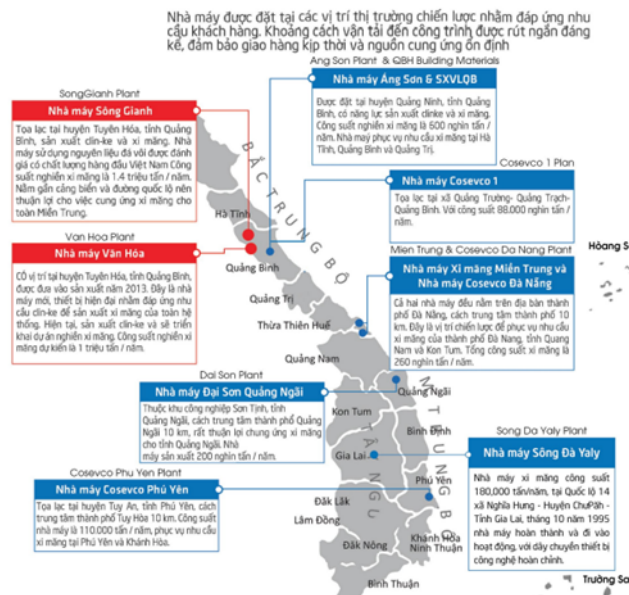 Nhà máy được đặt tại các vị trí thị trường chiến lược nhằm đáp ứng nhu
cầu khách hàng. Khoảng cách vận tải đến công trình được rút ngắn đáng
kể, đảm bảo giao hàng kịp thời và nguồn cung ứng ổn định
Ang Son Plant & QBH Building Materials
Nhà máy Áng Sơn & SXVLQB
Được đặt tại huyện Quảng Ninh, tỉnh Quảng Bình,
có năng lực sản xuất clinke và xi măng.
Công suất nghiền xi măng là 600 nghìn tấn /
năm. Nhà maý phục vụ nhu cầu xi măng tại Hà
Tĩnh, Quảng Bình và Quảng Trị.
SongGianh Plant
Nhà máy Sông Gianh
Tọa lạc tại huyện Tuyên Hóa, tỉnh Quảng
Bình, sản xuất clin-ke và xi măng. Nhà
máy sử dụng nguyên liệu đá vôi được đánh
giá có chất lượng hàng đầu Việt Nam Công
suất nghiền xi măng là 1.4 triệu tấn / năm.
Nằm gần cảng biển và đường quốc lộ nên
thuận lợi cho việc cung ứng xi măng cho
toàn Miền Trung.
Cosevco 1 Plan
Nhà máy Cosevco 1
Tọa lạc tại xã Quảng Trường- Quảng Trạch-
Quảng Bình. Với công suất 88.000 nghìn tấn /
năm.
Van Hoa Plant
Nhà máy Văn Hóa
CÓ vị trí tại huyện Tuyên Hóa, tỉnh Quảng Bình,
được đưa vào sản xuất năm 2013. Đây là nhà
máy mới, thiết bị hiện đại nhằm đáp ứng nhu
cầu clin-ke để sản xuất xi măng của toàn hệ
thống. Hiện tại, sản xuất clin-ke và sẽ triển
khai dự án nghiền xi măng. Công suất nghiền xi
măng dự kiến là 1 triệu tấn / năm.
Mien Trung & Cosevco Da Nang Plant
Nhà máy Xi măng Miền Trung và
Nhà máy Cosevco Đà Nẵng
Cả hai nhà máy đều nằm trên địa bàn thành
phố Đà Nẵng, cách trung tâm thành phố 10
km. Đây là vị trí chiến lược để phục vụ nhu cầu
xi măng của thành phố Đà Nang, tỉnh Quang
Nam và Kon Tum. Tổng công suất xi măng là
260 nghìn tấn / năm.
Dai Son Plant
Nhà máy Đại Sơn Quảng Ngãi
Thuộc khu công nghiệp Sơn Tịnh, tỉnh
Quảng Ngãi, cách trung tâm thành phố Quảng
Ngãi 10 km, rất thuận lợi chung ứng xi măng
cho tỉnh Quảng Ngãi. Nhà
máy sản xuất 200 nghìn tấn / năm.
Song Da Yaly Plant
Nhà máy Sông Đà Yaly
Nhà máy xi măng công suất
180,000 tấn/năm, tại Quốc lộ 14
xã Nghĩa Hưng - Huyện ChưPăh -
Tỉnh Gia Lai, tháng 10 năm 1995
nhà máy hoàn thành và đi vào
hoạt động, với dây chuyền thiết bị
công nghệ hoàn chỉnh.
Cosevco Phu Yen Plant
Nhà máy Cosevco Phú Yên
Tọa lạc tại huyện Tuy An, tỉnh Phú Yên, cách
trung tâm thành phố Tuy Hòa 10 km. Công suất
nhà máy là 110.000 tấn / năm, phục vụ nhu cầu
xi măng tại Phú Yên và Khánh Hòa.
BẮC TRUNG BỘ
Hà Tĩnh
Quảng Bình
Quảng Trị
Thừa Thiên Huế
Quảng Nam
Quảng Ngãi
Kon Tum
Bình Định
Gia Lai
Phú Yên
Đăk Lăk
Lâm Đồng
Khánh Hòa
Ninh Thuận
Đăk Nông
Bình Thuận
Hoàng S
Trường Sa